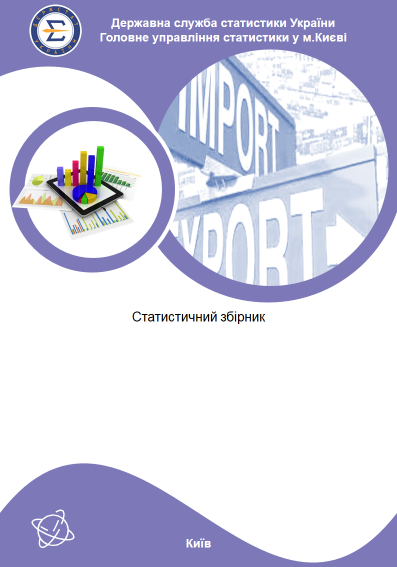 Державна служба статистики України
Головне управління статистики у м.Києві
IMPORT
EXPORT
Статистичний збірник
Київ